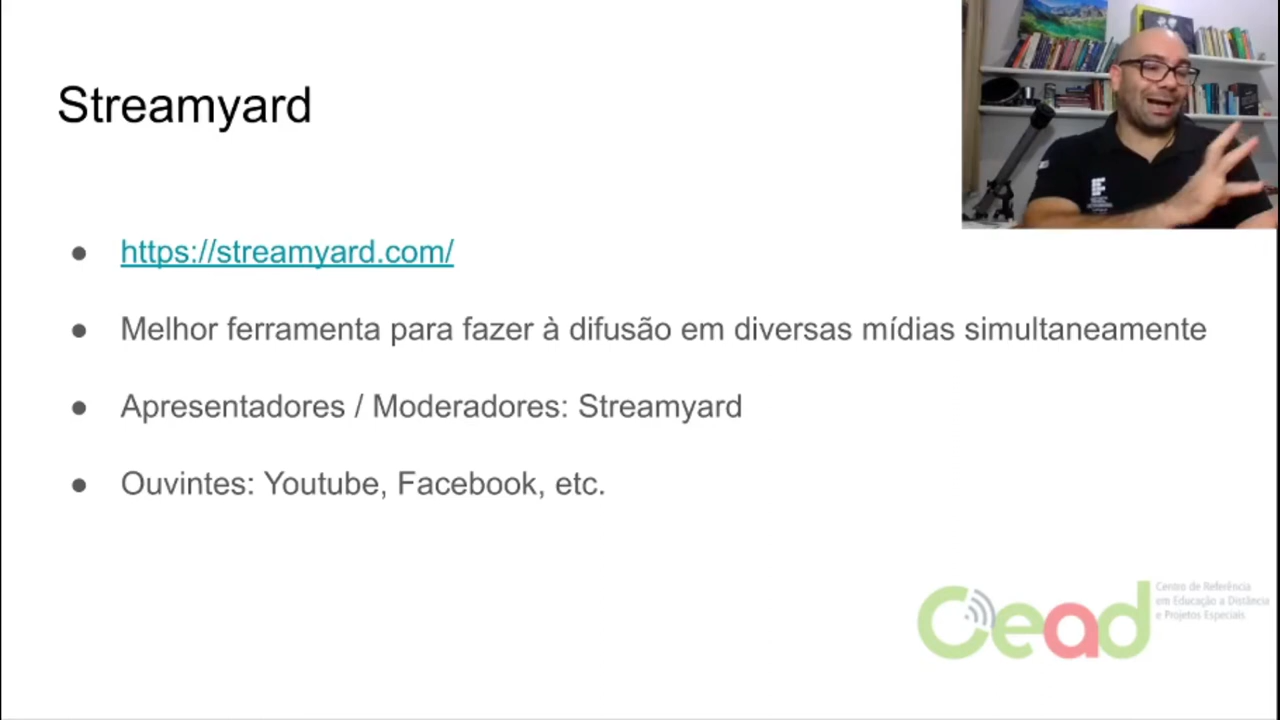 Streamyard
https://streamyard.com/
Melhor ferramenta para fazer à difusão em diversas mídias simultaneamente
Apresentadores / Moderadores: Streamyard
Ouvintes: Youtube, Facebook, etc.
Cead
Centro de Referência
em Educação a Distância
e Projetos Especiais